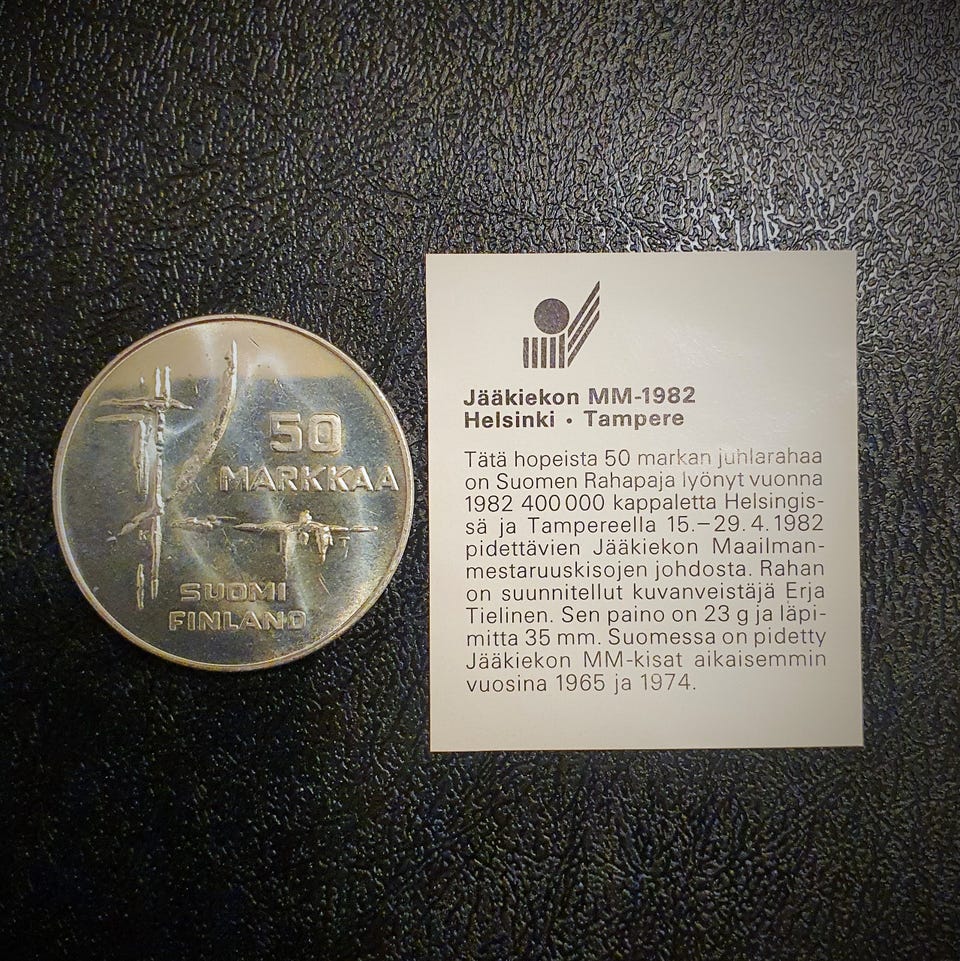 50
MARKKAA
K T
SUOMI
FINLAND
Jääkiekon MM-1982
Helsinki • Tampere
Tätä hopeista 50 markan juhlarahaa
on Suomen Rahapaja lyönyt vuonna
1982 400 000 kappaletta Helsingis-
sä ja Tampereella 15.–29.4.1982
pidettävien Jääkiekon Maailman-
mestaruuskisojen johdosta. Rahan
on suunnitellut kuvanveistäjä Erja
Tielinen. Sen paino on 23 g ja läpi-
mitta 35 mm. Suomessa on pidetty
Jääkiekon MM-kisat aikaisemmin
vuosina 1965 ja 1974.